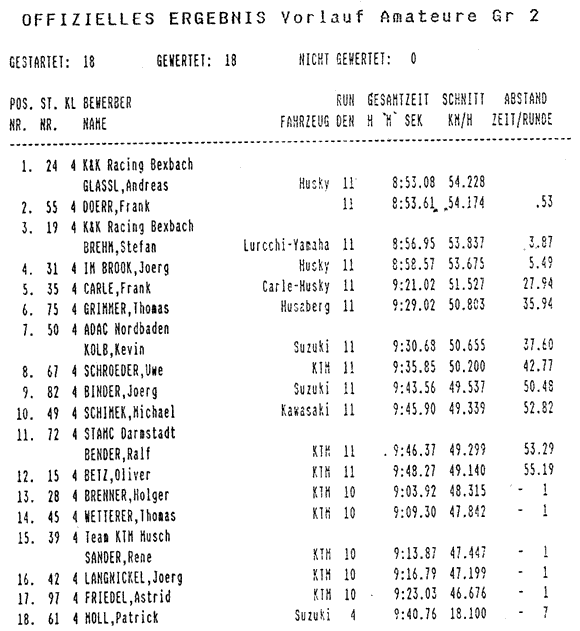 OFFIZIELLES ERGEBNIS Vorlauf Amateure Gr 2
GESTARTET: 18 GEWERTET: 18 NICHT GEWERTET: 0
POS. ST. KL BEWERBER RUN GESAMTZEIT SCHNITT ABSTAND
NR. NR. NAME FAHRZEUG DEN H M SEK KM/H ZEIT/RUNDE
1. 24 4 K&K Racing Bexbach
GLASSL,Andreas Husky 11 8:53.08 54.228
2. 55 4 DOERR,Frank 11 8:53.61 54.174 .53
3. 19 4 K&K Racing Bexbach
BREHM,Stefan Lurcchi-Yamaha 11 8:56.95 53.837 3.87
4. 31 4 IM BROOK,Joerg Husky 11 8:58.57 53.675 5.49
5. 35 4 CARLE,Frank Carle-Husky 11 9:21.02 51.527 27.94
6. 75 4 GRIMMER,Thomas Husaberg 11 9:29.02 50.803 35.94
7. 50 4 ADAC Nordbaden
KOLB,Kevin Suzuki 11 9:30.68 50.655 37.60
8. 67 4 SCHROEDER,Uwe KTM 11 9:35.85 50.200 42.77
9. 82 4 BINDER,Joerg Suzuki 11 9:43.56 49.537 50.48
10. 49 4 SCHIMEK,Michael Kawasaki 11 9:45.90 49.339 52.82
11. 72 4 STAMC Darmstadt
BENDER,Ralf KTM 11 9:46.37 49.299 53.29
12. 15 4 BETZ,Oliver KTM 11 9:48.27 49.140 55.19
13. 28 4 BRENNER,Holger KTM 10 9:03.92 48.315 - 1
14. 45 4 WETTERER,Thomas KTM 10 9:09.30 47.842 - 1
15. 39 4 Team KTM Musch
SANDER,Rene KTM 10 9:13.87 47.447 - 1
16. 42 4 LANGNICKEL,Joerg KTM 10 9:16.79 47.199 - 1
17. 97 4 FRIEDEL,Astrid KTM 10 9:23.03 46.676 - 1
18. 61 4 MOLL,Patrick Suzuki 4 9:40.76 18.100 - 7